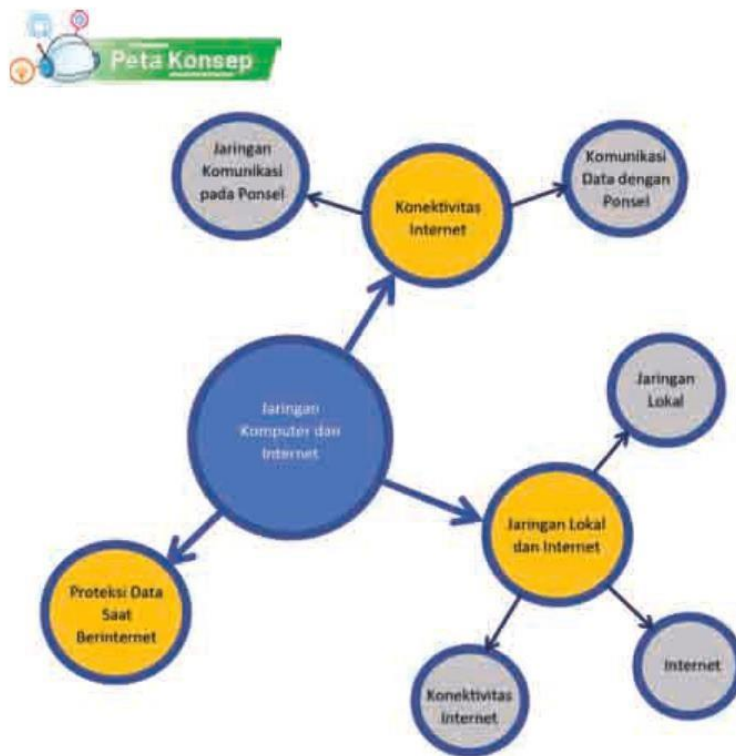 Peta Konsep
Jaringan
Komunikasi
pada Ponsel
Konektivitas
Internet
Komunikasi
Data dengan
Ponsel
Jaringan
Komputer dan
Internet
Jaringan
Lokal
Jaringan Lokal
dan Internet
Proteksi Data
Saat
Berinternet
Internet
Konektivitas
Internet